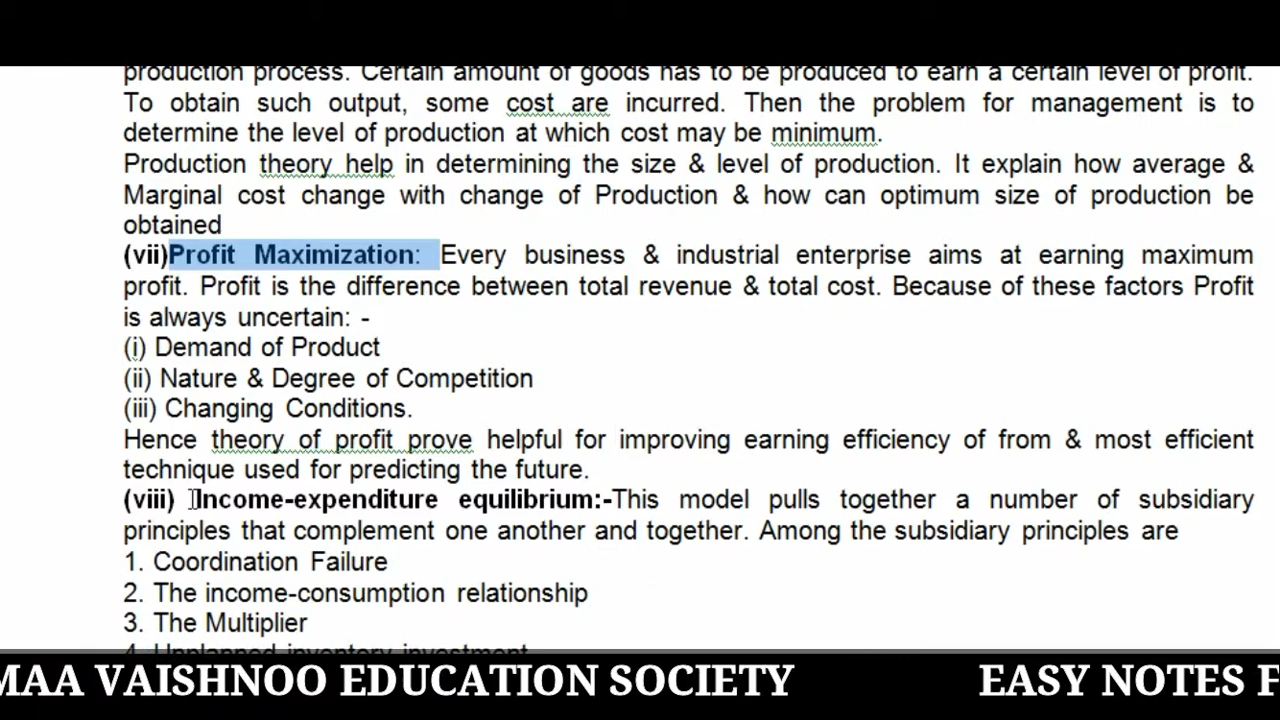 production process. Certain amount of goods has to be produced to earn a certain level of profit.
To obtain such output, some cost are incurred. Then the problem for management is to
determine the level of production at which cost may be minimum.
Production theory help in determining the size & level of production. It explain how average &
Marginal cost change with change of Production & how can optimum size of production be
obtained
(vii)Profit Maximization: Every business & industrial enterprise aims at earning maximum
profit. Profit is the difference between total revenue & total cost. Because of these factors Profit
is always uncertain: -
(i) Demand of Product
(ii) Nature & Degree of Competition
(iii) Changing Conditions.
Hence theory of profit prove helpful for improving earning efficiency of from & most efficient
technique used for predicting the future.
(viii) Income-expenditure equilibrium:-This model pulls together a number of subsidiary
principles that complement one another and together. Among the subsidiary principles are
1. Coordination Failure
2. The income-consumption relationship
3. The Multiplier
4. Unplanned inventory investment
MAA VAISHNOO EDUCATION SOCIETY EASY NOTES F